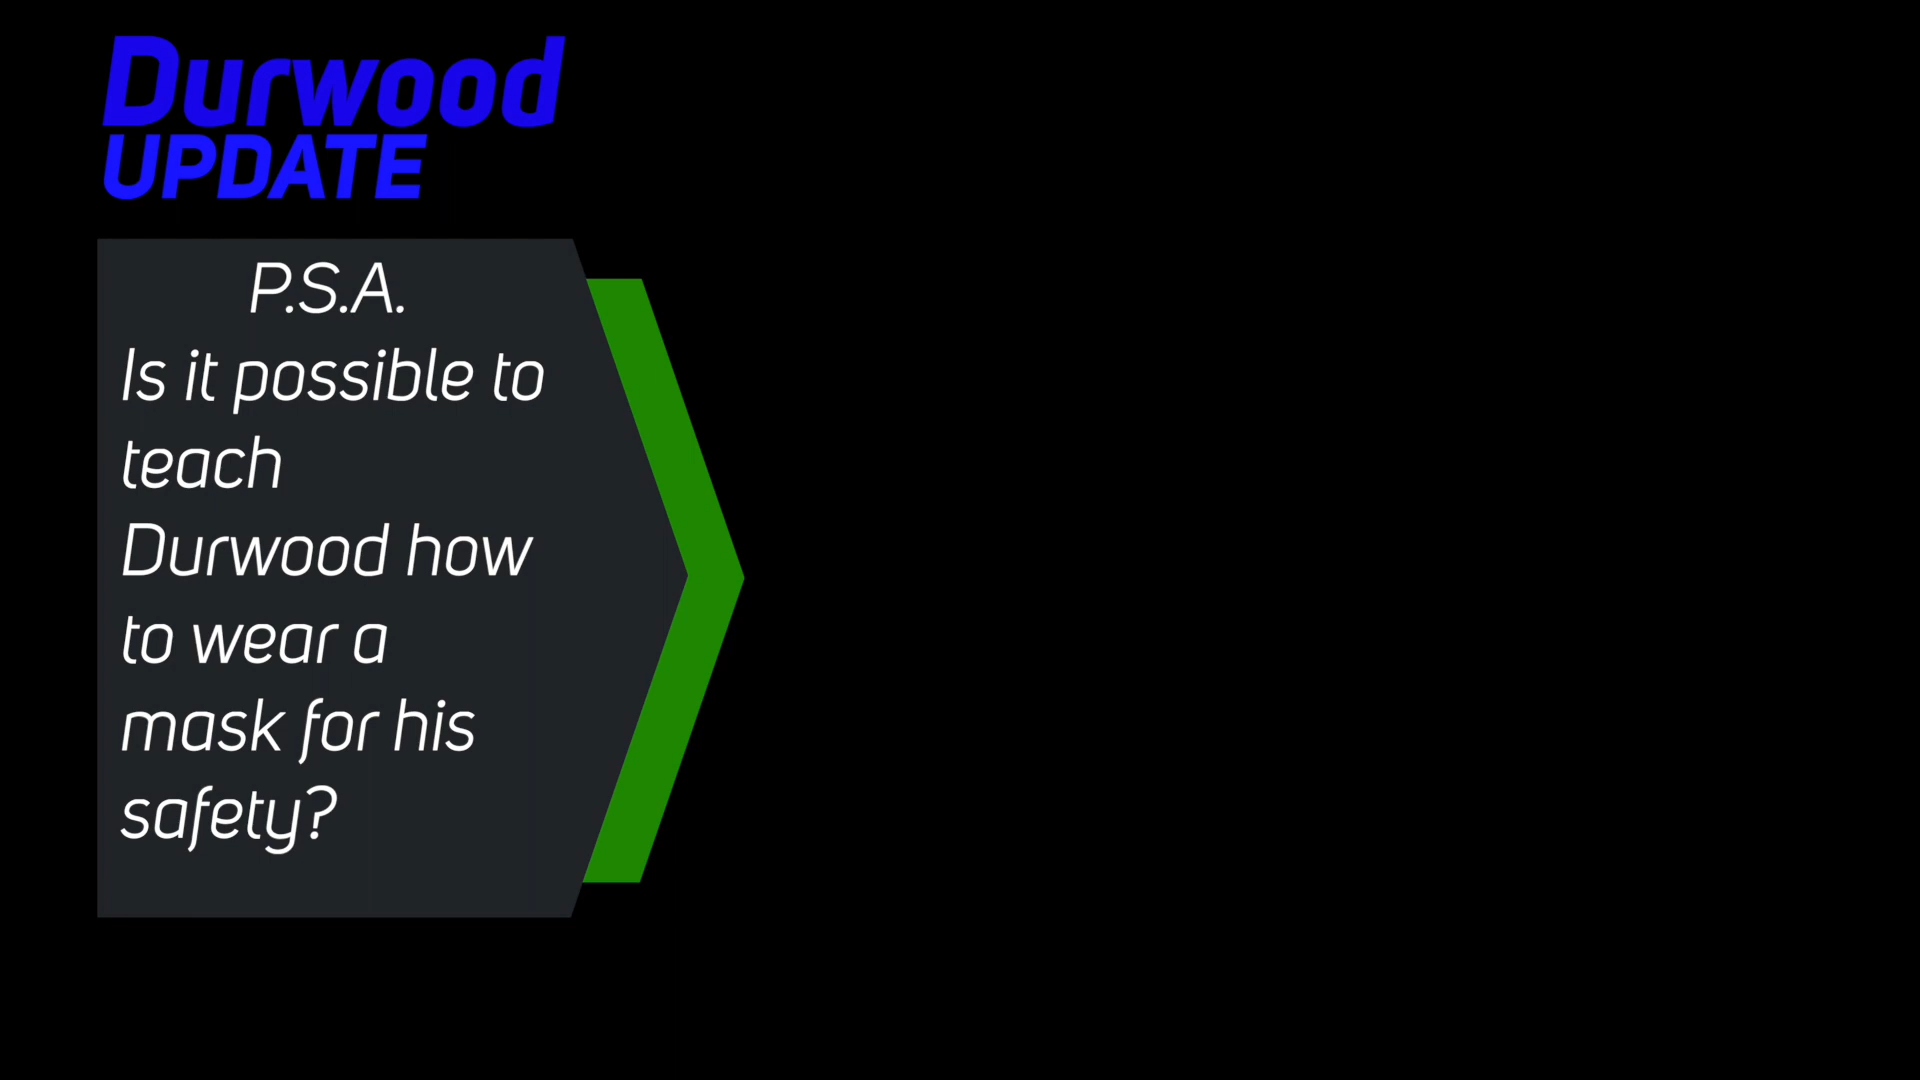 Durwood
UPDATE
P.S.A.
Is it possible to
teach
Durwood how
to wear a
mask for his
safety?